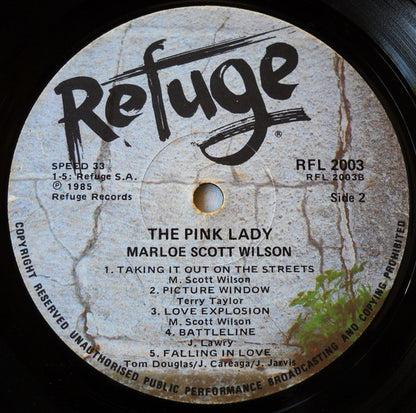 Refuge®
SPEED 33
1-5: Refuge S.A.
℗ 1985
Refuge Records
RFL 2003
RFL 2003B
Side 2
THE PINK LADY
MARLOE SCOTT WILSON
1. TAKING IT OUT ON THE STREETS
M. Scott Wilson
2. PICTURE WINDOW
Terry Taylor
3. LOVE EXPLOSION
M. Scott Wilson
4. BATTLELINE
J. Lawry
5. FALLING IN LOVE
Tom Douglas/J. Careaga/J. Jarvis
COPYRIGHT RESERVED UNAUTHORISED PUBLIC PERFORMANCE BROADCASTING AND COPYING PROHIBITED